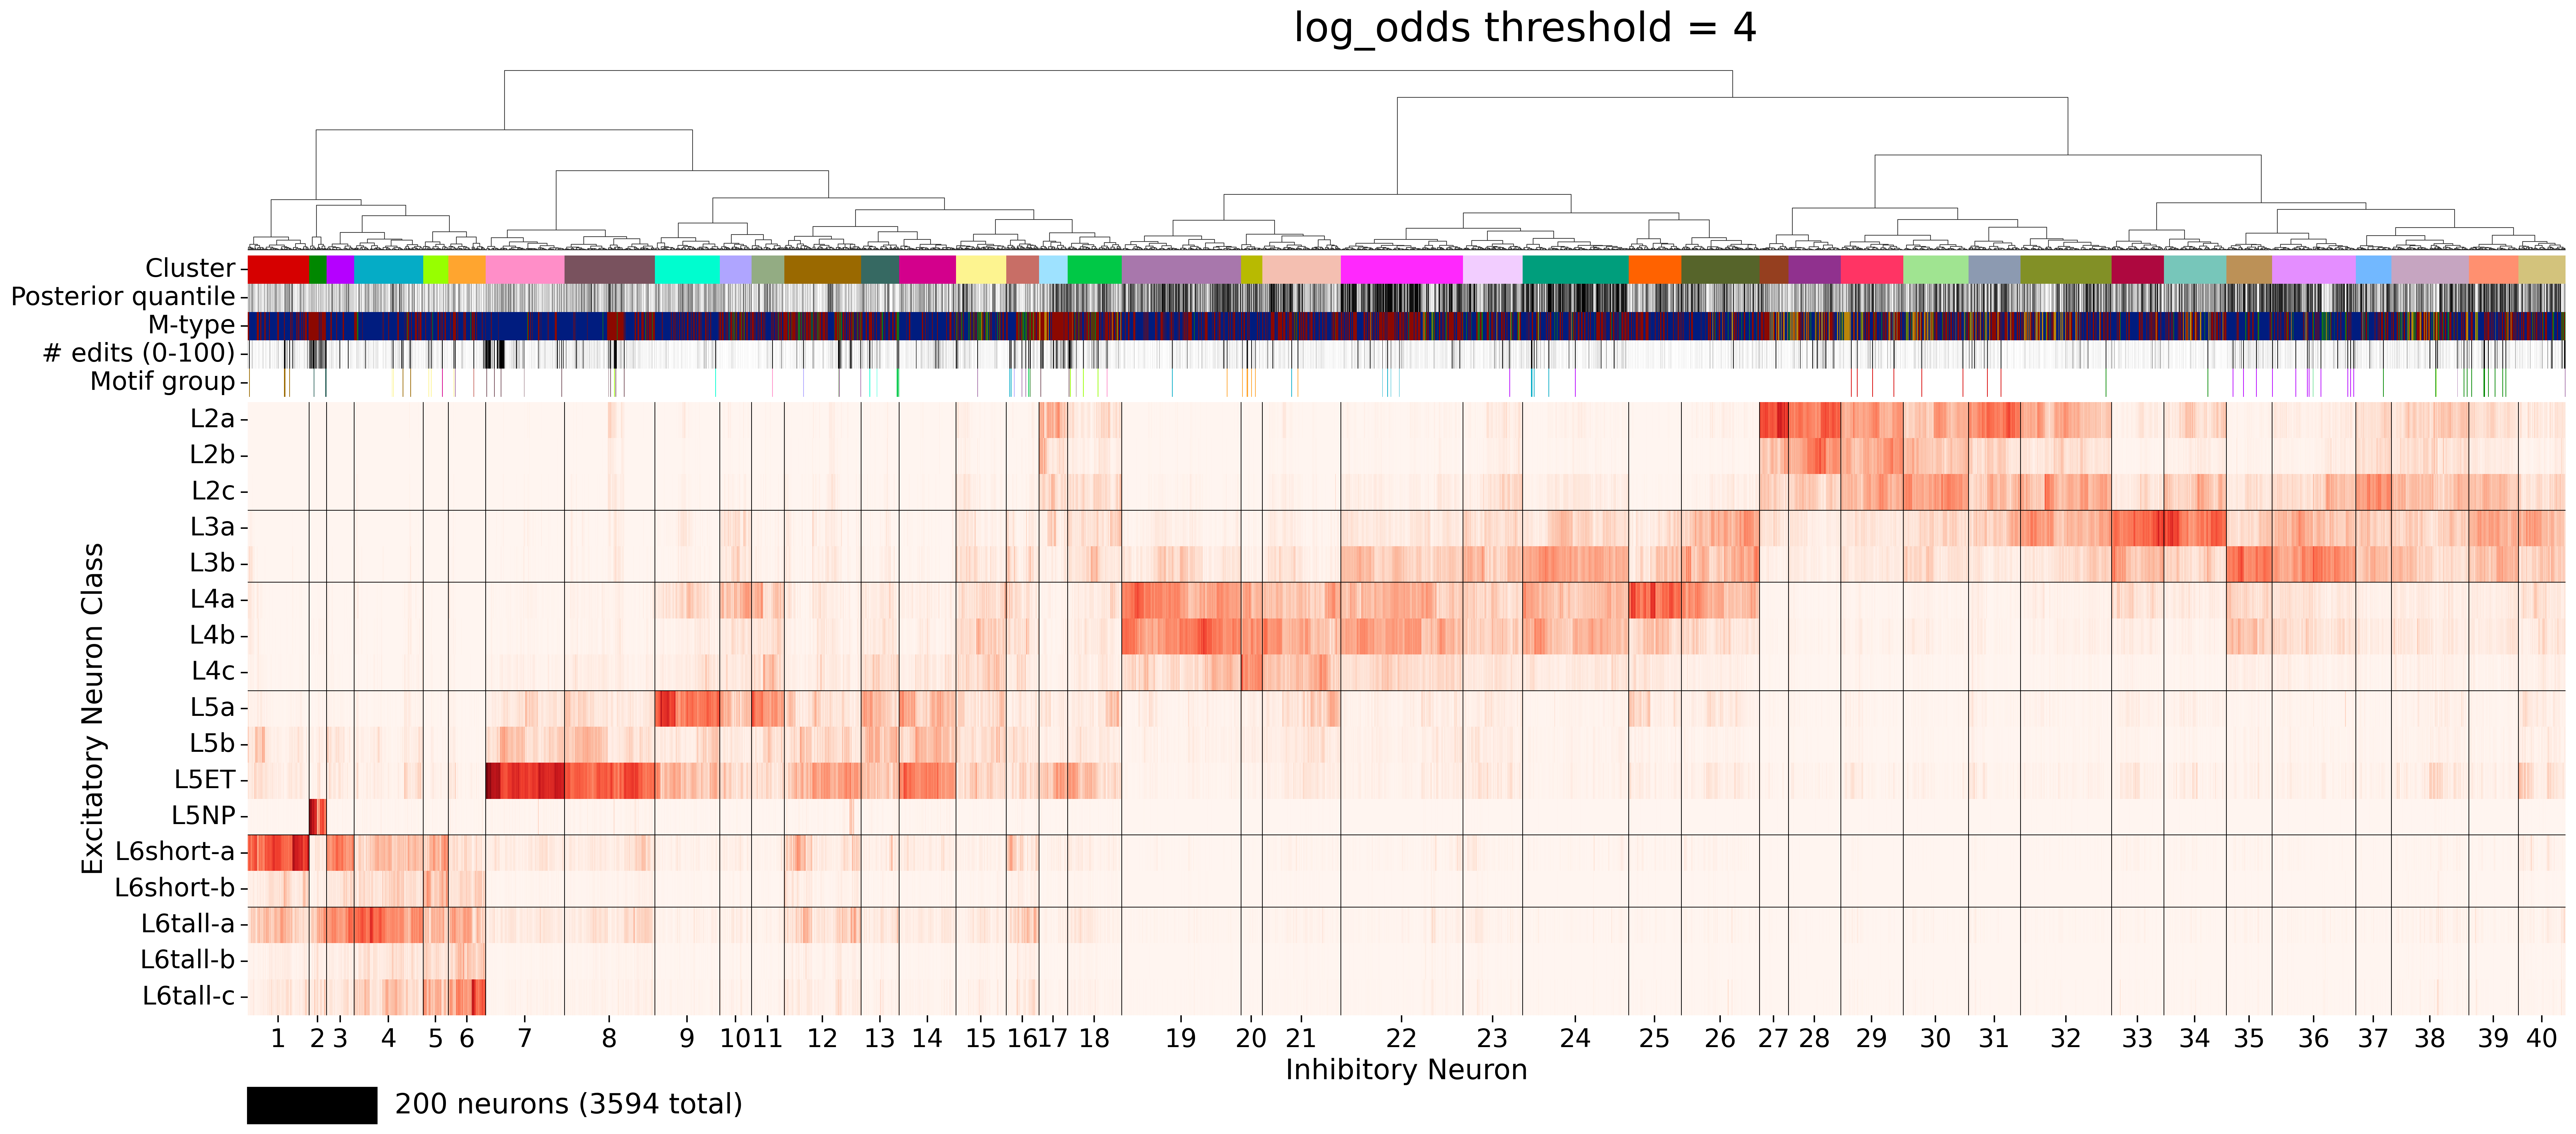 log_odds threshold = 4
Cluster
Posterior quantile
M-type
# edits (0-100)
Motif group
L2a
L2b
L2c
L3a
L3b
L4a
L4b
L4c
L5a
L5b
L5ET
L5NP
L6short-a
L6short-b
L6tall-a
L6tall-b
L6tall-c
Excitatory Neuron Class
1 2 3 4 5 6 7 8 9 10 11 12 13 14 15 16 17 18 19 20 21 22 23 24 25 26 27 28 29 30 31 32 33 34 35 36 37 38 39 40
Inhibitory Neuron
200 neurons (3594 total)